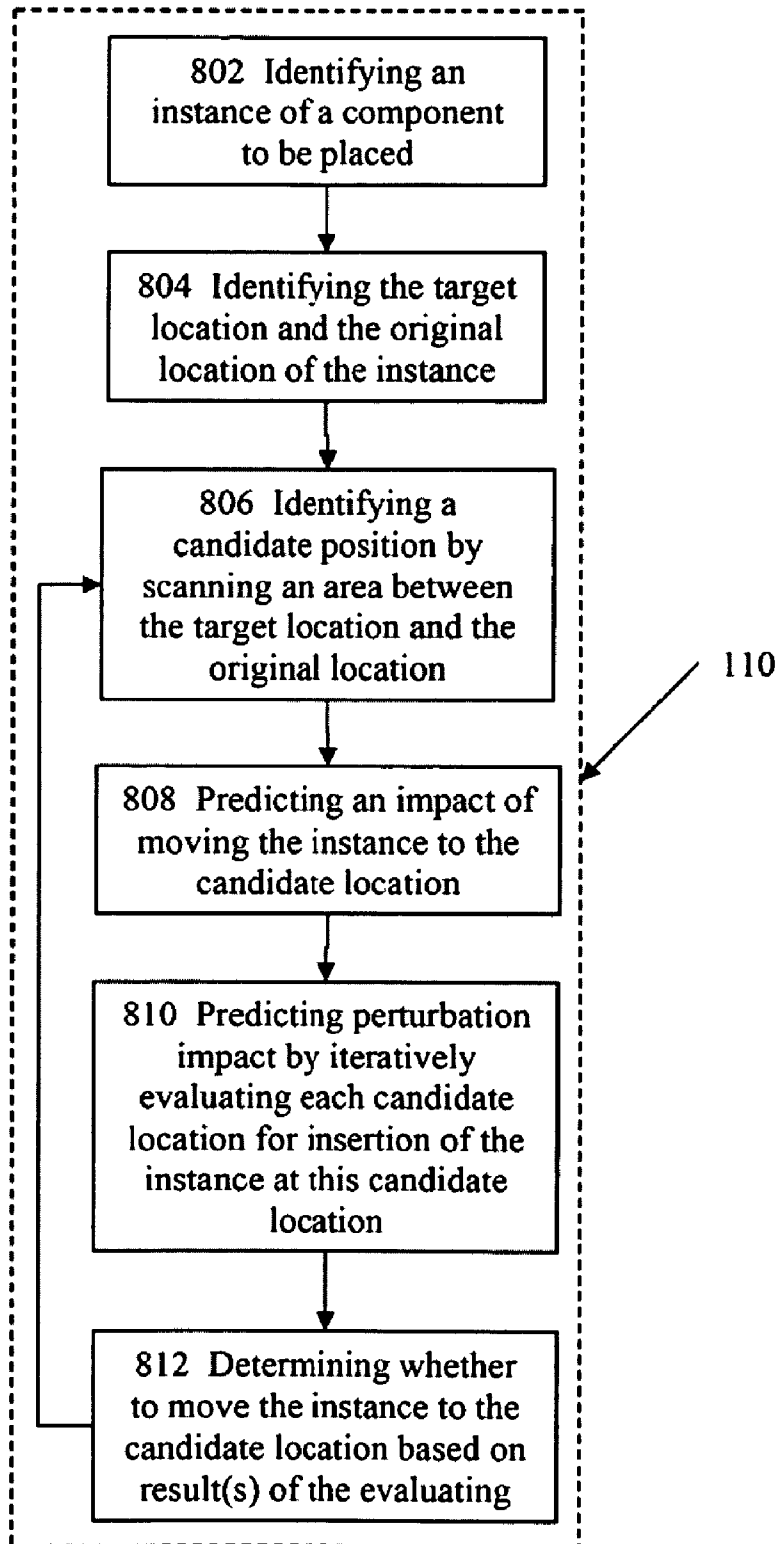 802 Identifying an
instance of a component
to be placed
804 Identifying the target
location and the original
location of the instance
806 Identifying a
candidate position by
scanning an area between
the target location and the
original location
110
808 Predicting an impact of
moving the instance to the
candidate location
810 Predicting perturbation
impact by iteratively
evaluating each candidate
location for insertion of the
instance at this candidate
location
812 Determining whether
to move the instance to the
candidate location based on
result(s) of the evaluating